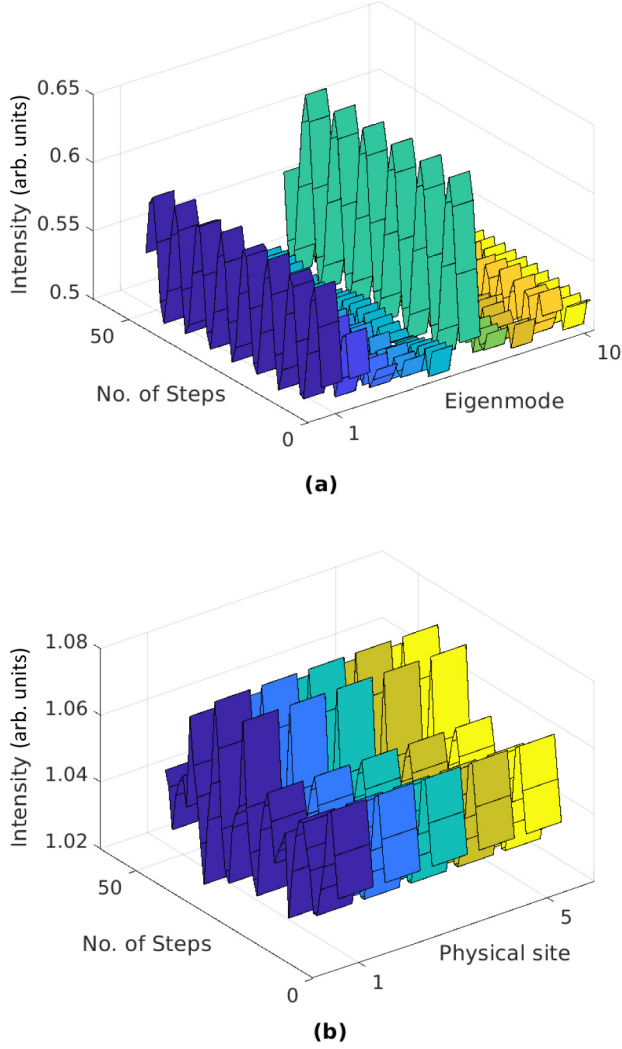 0.65
0.6
0.55
0.5
Intensity (arb. units)
50
No. of Steps
0
1
Eigenmode
10
(a)
1.08
1.06
1.04
1.02
Intensity (arb. units)
50
No. of Steps
0
1
Physical site
5
(b)